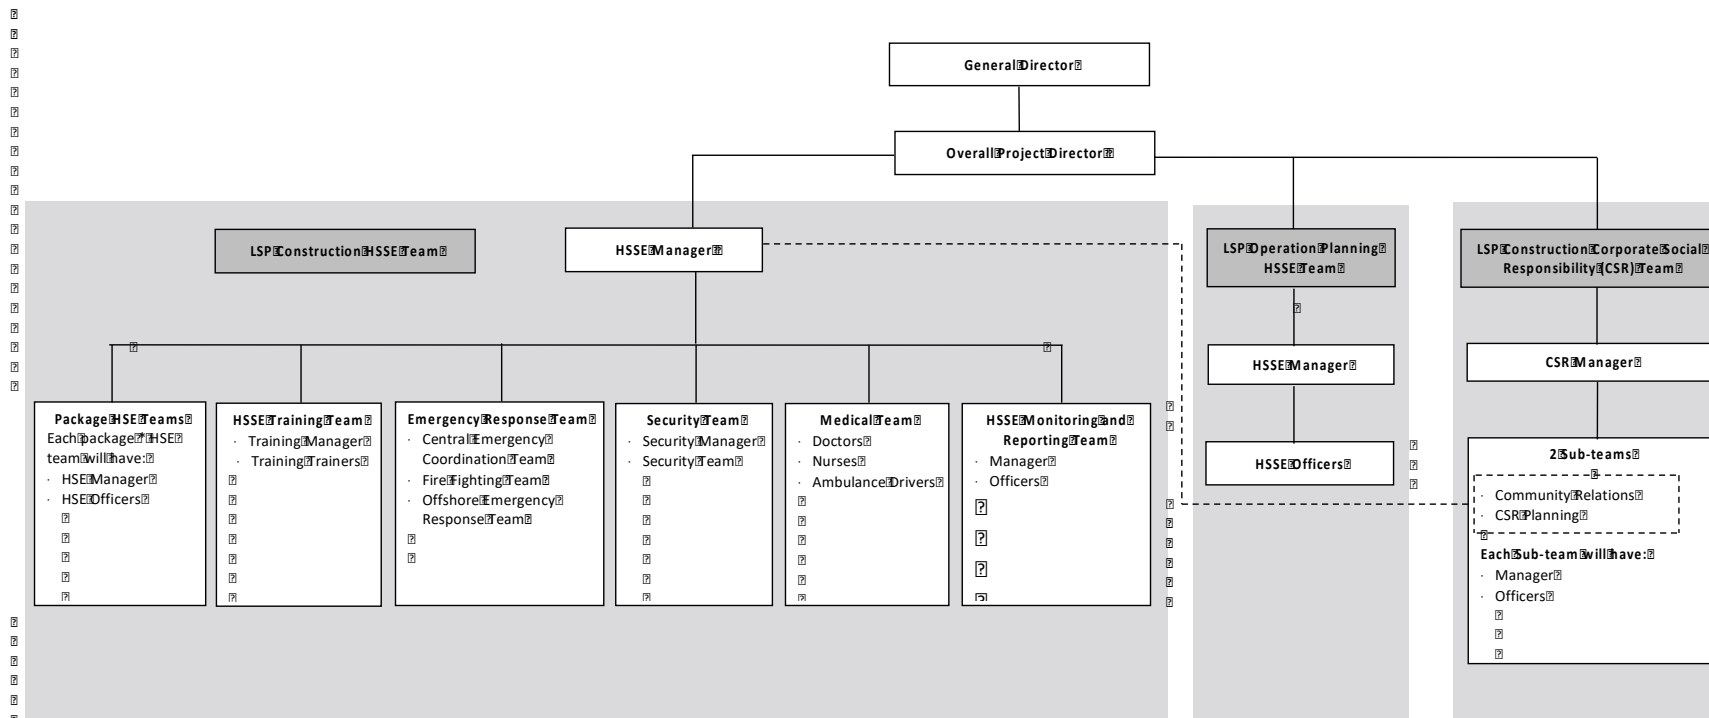 General Director
Overall Project Director
LSP Construction HSSE Team
HSSE Manager
LSP Operation Planning
HSSE Team
LSP Construction Corporate Social
Responsibility (CSR) Team
HSSE Manager
CSR Manager
Package HSE Teams
Each package* HSE
team will have:
· HSE Manager
· HSE Officers
HSSE Training Team
· Training Manager
· Training Trainers
Emergency Response Team
· Central Emergency
Coordination Team
· Fire Fighting Team
· Offshore Emergency
Response Team
Security Team
· Security Manager
· Security Team
Medical Team
· Doctors
· Nurses
· Ambulance Drivers
HSSE Monitoring and
Reporting Team
· Manager
· Officers
HSSE Officers
2 Sub-teams
· Community Relations
· CSR Planning
Each Sub-team will have:
· Manager
· Officers